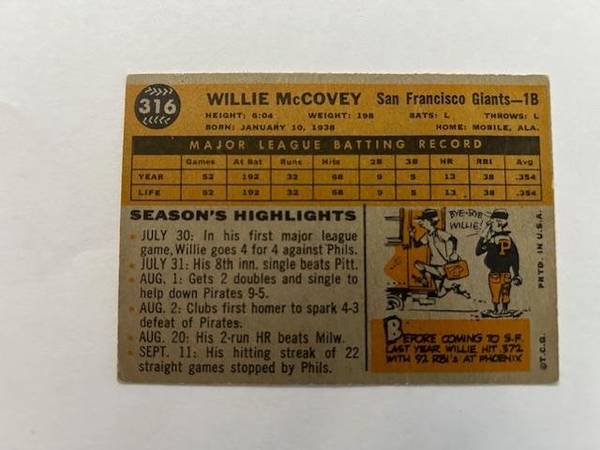 316
WILLIE McCOVEY San Francisco Giants—1B
HEIGHT: 6:04 WEIGHT: 198 BATS: L THROWS: L
BORN: JANUARY 10, 1938 HOME: MOBILE, ALA.
MAJOR LEAGUE BATTING RECORD
Games At Bat Runs Hits 2B 3B HR RBI Avg
YEAR 52 192 32 68 9 5 13 38 .354
LIFE 52 192 32 68 9 5 13 38 .354
SEASON'S HIGHLIGHTS
• JULY 30: In his first major league
game, Willie goes 4 for 4 against Phils.
• JULY 31: His 8th inn. single beats Pitt.
• AUG. 1: Gets 2 doubles and single to
help down Pirates 9-5.
• AUG. 2: Clubs first homer to spark 4-3
defeat of Pirates.
• AUG. 20: His 2-run HR beats Milw.
• SEPT. 11: His hitting streak of 22
straight games stopped by Phils.
BYE-BYE
WILLIE!
P
BEFORE COMING TO S.F.
LAST YEAR WILLIE HIT 372
WITH 92 RBI'S AT PHOENIX
©T.C.G. PRTD. IN U.S.A.